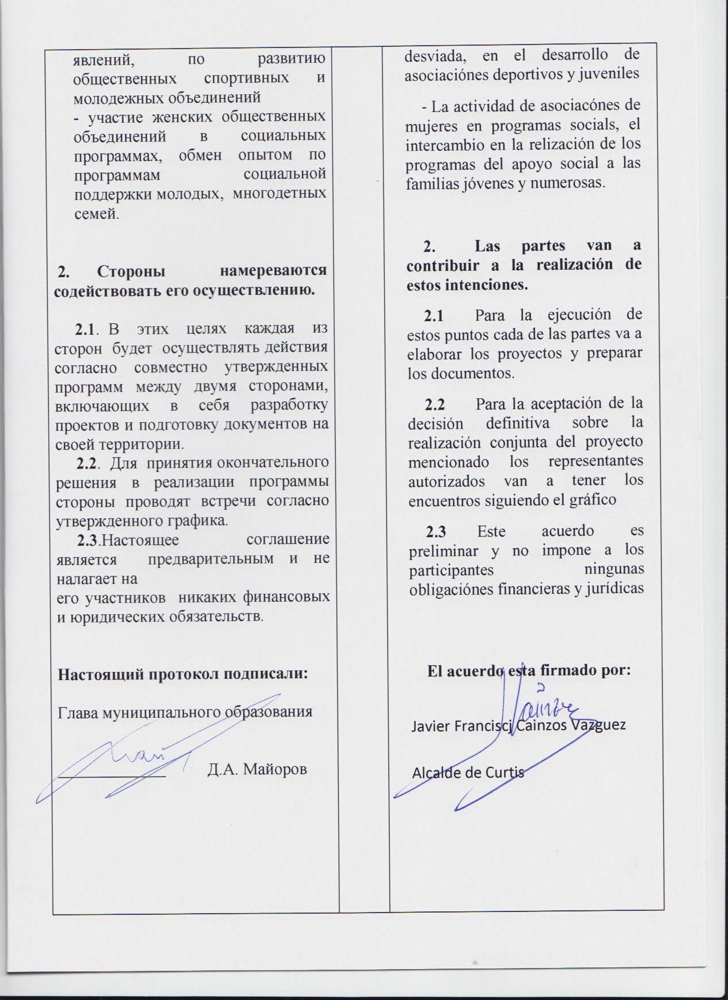 явлений, по развитию
общественных спортивных и
молодежных объединений
- участие женских общественных
объединений в социальных
программах, обмен опытом по
программам социальной
поддержки молодых, многодетных
семей.
2. Стороны намереваются
содействовать его осуществлению.
2.1. В этих целях каждая из
сторон будет осуществлять действия
согласно совместно утвержденных
программ между двумя сторонами,
включающих в себя разработку
проектов и подготовку документов на
своей территории.
2.2. Для принятия окончательного
решения в реализации программы
стороны проводят встречи согласно
утвержденного графика.
2.3.Настоящее соглашение
является предварительным и не
налагает на
его участников никаких финансовых
и юридических обязательств.
Настоящий протокол подписали:
Глава муниципального образования
Д.А. Майоров
desviada, en el desarrollo de
asociaciónes deportivos y juveniles
- La actividad de asociacónes de
mujeres en programas socials, el
intercambio en la relización de los
programas del apoyo social a las
familias jóvenes y numerosas.
2. Las partes van a
contribuir a la realización de
estos intenciones.
2.1 Para la ejecución de
estos puntos cada de las partes va a
elaborar los proyectos y preparar
los documentos.
2.2 Para la aceptación de la
decisión definitiva sobre la
realización conjunta del proyecto
mencionado los representantes
autorizados van a tener los
encuentros siguiendo el gráfico
2.3 Este acuerdo es
preliminar y no impone a los
participantes ningunas
obligaciónes financieras y jurídicas
El acuerdo esta firmado por:
Javier Franciscj Cainzos Vazguez
Alcalde de Curtis